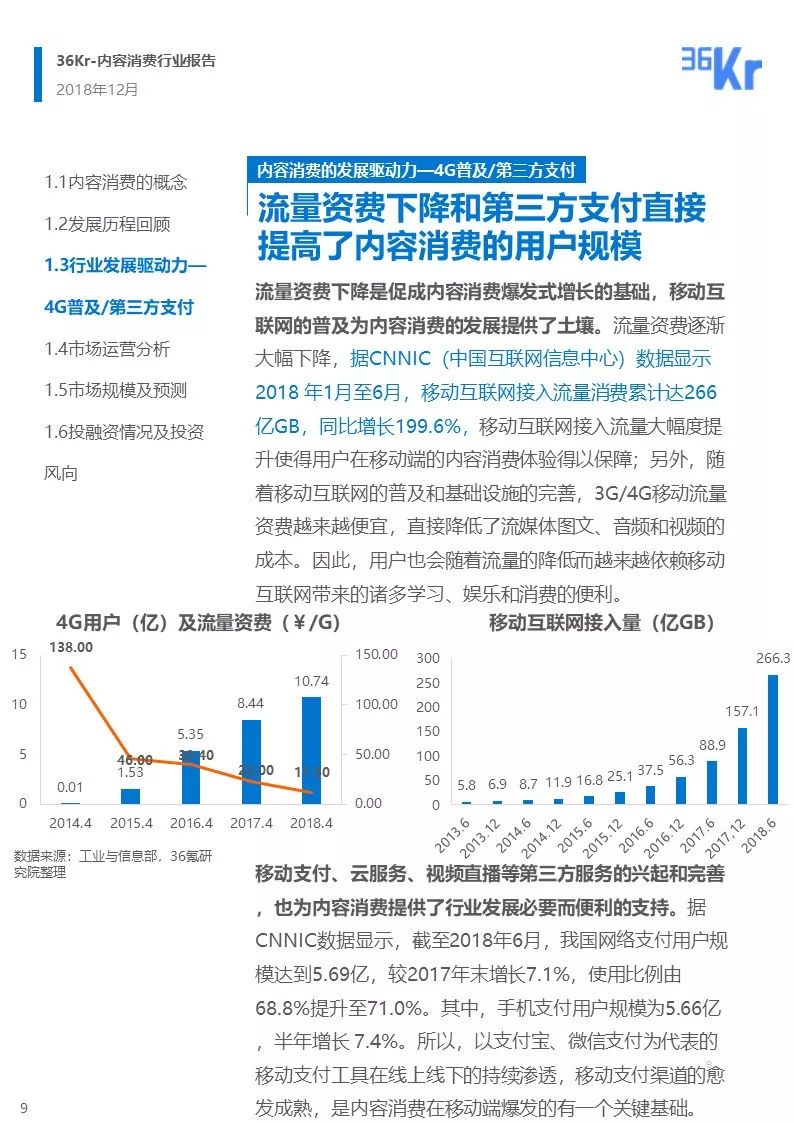 36Kr-内容消费行业报告
2018年12月
36Kr
1.1内容消费的概念
1.2发展历程回顾
1.3行业发展驱动力—
4G普及/第三方支付
1.4市场运营分析
1.5市场规模及预测
1.6投融资情况及投资
风向
内容消费的发展驱动力—4G普及/第三方支付
流量资费下降和第三方支付直接
提高了内容消费的用户规模
流量资费下降是促成内容消费爆发式增长的基础，移动互
联网的普及为内容消费的发展提供了土壤。流量资费逐渐
大幅下降，据CNNIC（中国互联网信息中心）数据显示
2018 年1月至6月，移动互联网接入流量消费累计达266
亿GB，同比增长199.6%，移动互联网接入流量大幅度提
升使得用户在移动端的内容消费体验得以保障；另外，随
着移动互联网的普及和基础设施的完善，3G/4G移动流量
资费越来越便宜，直接降低了流媒体图文、音频和视频的
成本。因此，用户也会随着流量的降低而越来越依赖移动
互联网带来的诸多学习、娱乐和消费的便利。
4G用户（亿）及流量资费（￥/G）
15
10
5
0
138.00
46.00
0.01
1.53
5.35
8.44
10.74
150.00
100.00
50.00
0.00
2014.4
2015.4
2016.4
2017.4
2018.4
移动互联网接入量（亿GB）
300
250
200
150
100
50
0
5.8
6.9
8.7
11.9
16.8
25.1
37.5
56.3
88.9
157.1
266.3
2013.6
2013.12
2014.6
2014.12
2015.6
2015.12
2016.6
2016.12
2017.6
2017.12
2018.6
数据来源：工业与信息部，36氪研
究院整理
移动支付、云服务、视频直播等第三方服务的兴起和完善
，也为内容消费提供了行业发展必要而便利的支持。据
CNNIC数据显示，截至2018年6月，我国网络支付用户规
模达到5.69亿，较2017年末增长7.1%，使用比例由
68.8%提升至71.0%。其中，手机支付用户规模为5.66亿
，半年增长 7.4%。所以，以支付宝、微信支付为代表的
移动支付工具在线上线下的持续渗透，移动支付渠道的愈
发成熟，是内容消费在移动端爆发的有一个关键基础。
9
9